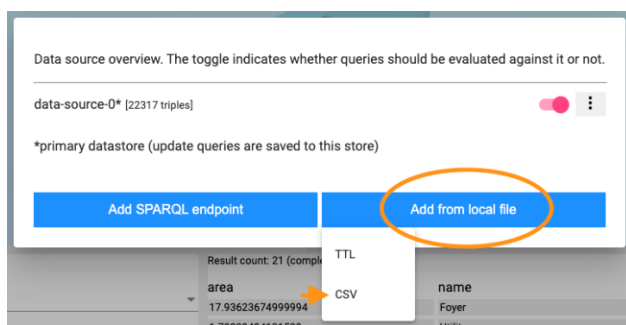 Data source overview. The toggle indicates whether queries should be evaluated against it or not.
data-source-0* [22317 triples]
*primary datastore (update queries are saved to this store)
Add SPARQL endpoint
Add from local file
TTL
CSV
Result count: 21 (comple
area name
17.93623674999994 Foyer